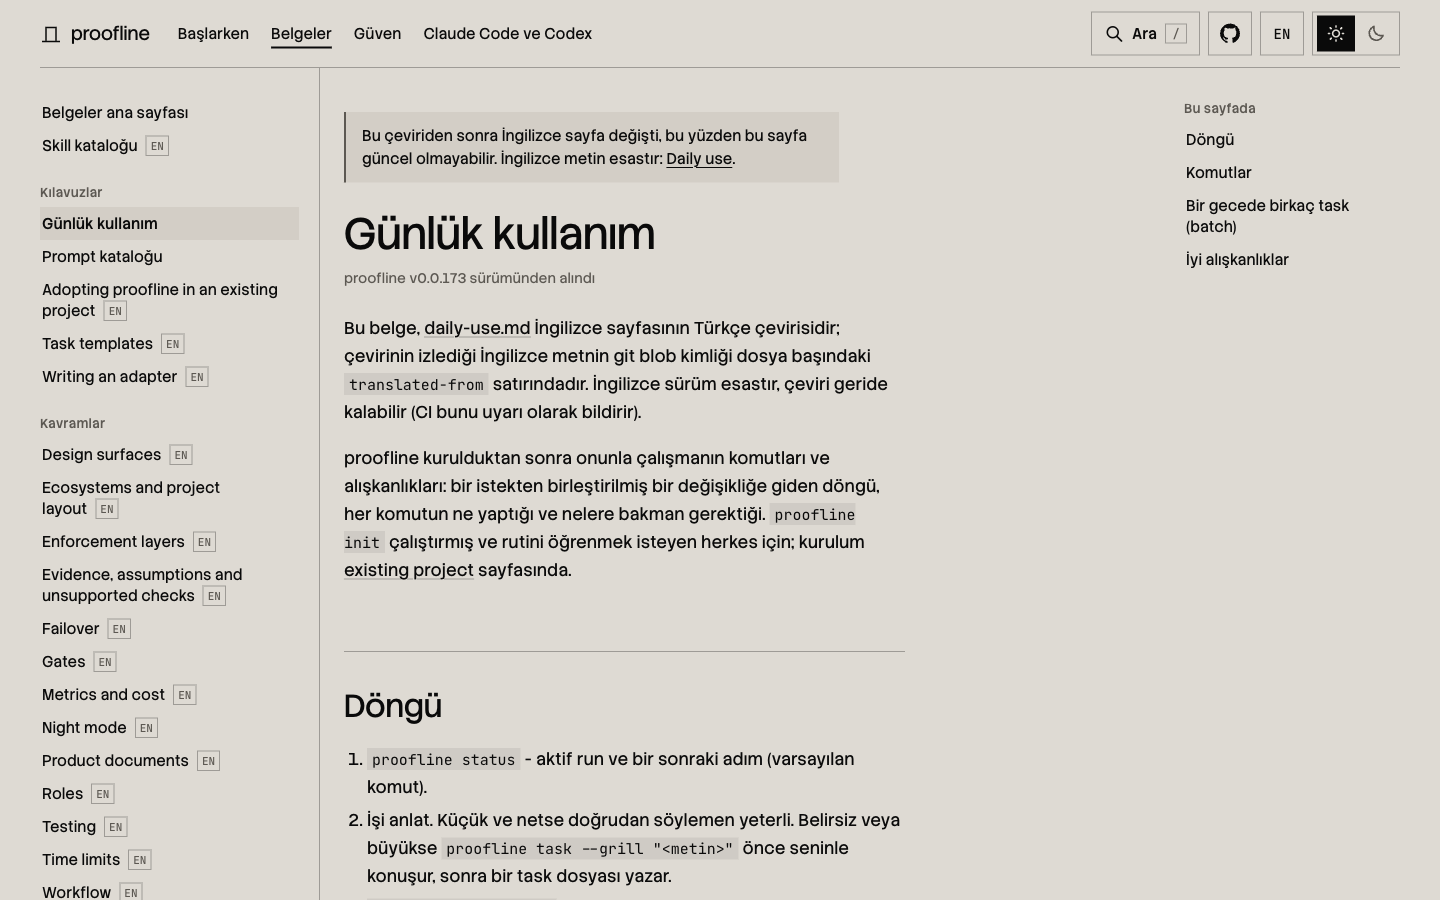 proofline
Başlarken
Belgeler
Güven
Claude Code ve Codex
Ara
/
EN
Belgeler ana sayfası
Skill kataloğu EN
Kılavuzlar
Günlük kullanım
Prompt kataloğu
Adopting proofline in an existing
project EN
Task templates EN
Writing an adapter EN
Kavramlar
Design surfaces EN
Ecosystems and project
layout EN
Enforcement layers EN
Evidence, assumptions and
unsupported checks EN
Failover EN
Gates EN
Metrics and cost EN
Night mode EN
Product documents EN
Roles EN
Testing EN
Time limits EN
Workflow EN
Bu çeviriden sonra İngilizce sayfa değişti, bu yüzden bu sayfa
güncel olmayabilir. İngilizce metin esastır: Daily use.
Günlük kullanım
proofline v0.0.173 sürümünden alındı
Bu belge, daily-use.md İngilizce sayfasının Türkçe çevirisidir;
çevirinin izlediği İngilizce metnin git blob kimliği dosya başındaki
translated-from satırındadır. İngilizce sürüm esastır, çeviri geride
kalabilir (CI bunu uyarı olarak bildirir).
proofline kurulduktan sonra onunla çalışmanın komutları ve
alışkanlıkları: bir istekten birleştirilmiş bir değişikliğe giden döngü,
her komutun ne yaptığı ve nelere bakman gerektiği. proofline
init çalıştırmış ve rutini öğrenmek isteyen herkes için; kurulum
existing project sayfasında.
Döngü
1. proofline status - aktif run ve bir sonraki adım (varsayılan
komut).
2. İşi anlat. Küçük ve netse doğrudan söylemen yeterli. Belirsiz veya
büyükse proofline task --grill "<metin>" önce seninle
konuşur, sonra bir task dosyası yazar.
Bu sayfada
Döngü
Komutlar
Bir gecede birkaç task
(batch)
İyi alışkanlıklar